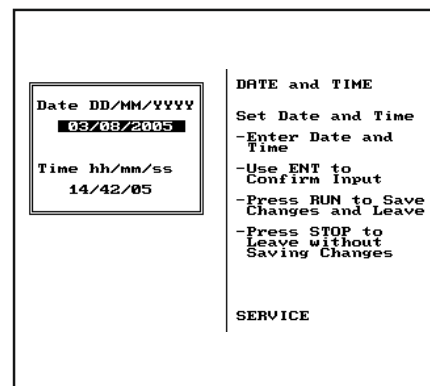 Date DD/MM/YYYY
03/08/2005
Time hh/mm/ss
14/42/05
DATE and TIME
Set Date and Time
-Enter Date and
Time
-Use ENT to
Confirm Input
-Press RUN to Save
Changes and Leave
-Press STOP to
Leave without
Saving Changes
SERVICE